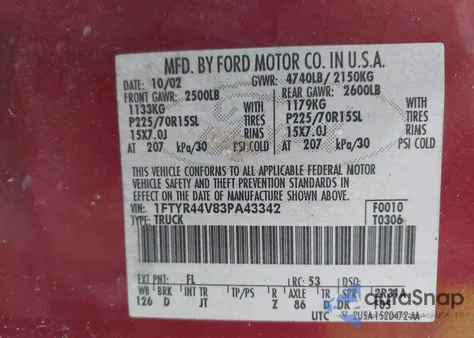 MFD. BY FORD MOTOR CO. IN U.S.A.
DATE: 10/02 GVWR: 4740LB/ 2150KG
FRONT GAWR: 2500LB REAR GAWR: 2600LB
1133KG WITH 1179KG WITH
P225/70R15SL TIRES P225/70R15SL TIRES
15X7.0J RIMS 15X7.0J RIMS
AT 207 kPa/30 PSI COLD AT 207 kPa/30 PSI COLD
THIS VEHICLE CONFORMS TO ALL APPLICABLE FEDERAL MOTOR
VEHICLE SAFETY AND THEFT PREVENTION STANDARDS IN
EFFECT ON THE DATE OF MANUFACTURE SHOWN ABOVE.
VIN: 1FTYR44V83PA43342 F0010
TYPE: TRUCK T0306
EXT PNT: FL RC: 53 DSO:
WB BRK INT TR TP/PS R AXLE TR SPR
126 D JT Z 86 D DK
UTC
dataSnap